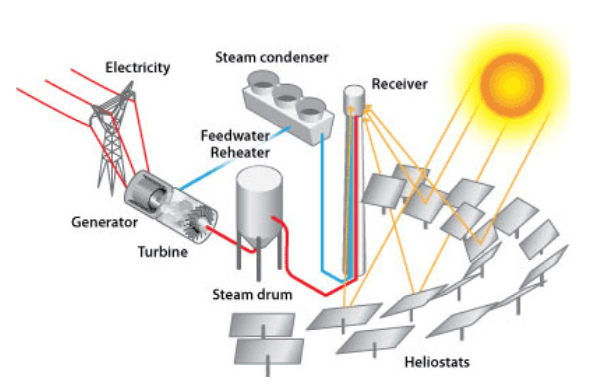 Electricity
Steam condenser
Receiver
Feedwater
Reheater
Generator
Turbine
Steam drum
Heliostats